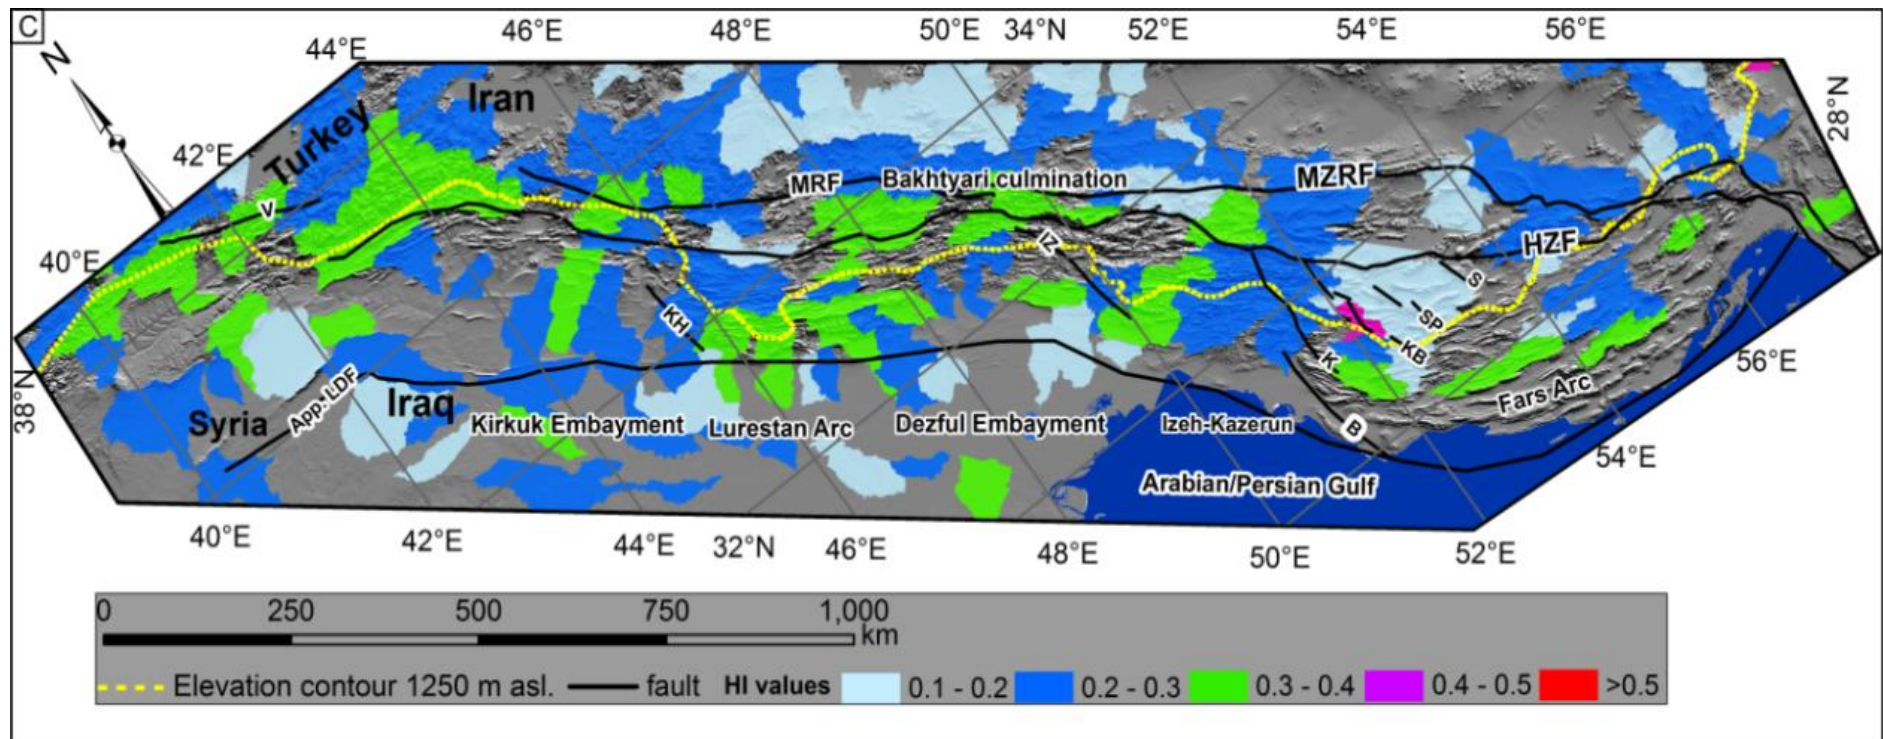 C
N
44°E
46°E
48°E
50°E
34°N
52°E
54°E
56°E
28°N
Iran
Turkey
42°E
V
MRF
Bakhtyari culmination
MZRF
40°E
IZ
HZF
S
KH
SP
KB
K
56°E
38°N
App. LDF
Syria
Iraq
Kirkuk Embayment
Lurestan Arc
Dezful Embayment
Izeh-Kazerun
B
Fars Arc
54°E
Arabian/Persian Gulf
40°E
42°E
44°E
32°N
46°E
48°E
50°E
52°E
0
250
500
750
1,000
km
Elevation contour 1250 m asl.
fault
HI values
0.1 - 0.2
0.2 - 0.3
0.3 - 0.4
0.4 - 0.5
>0.5